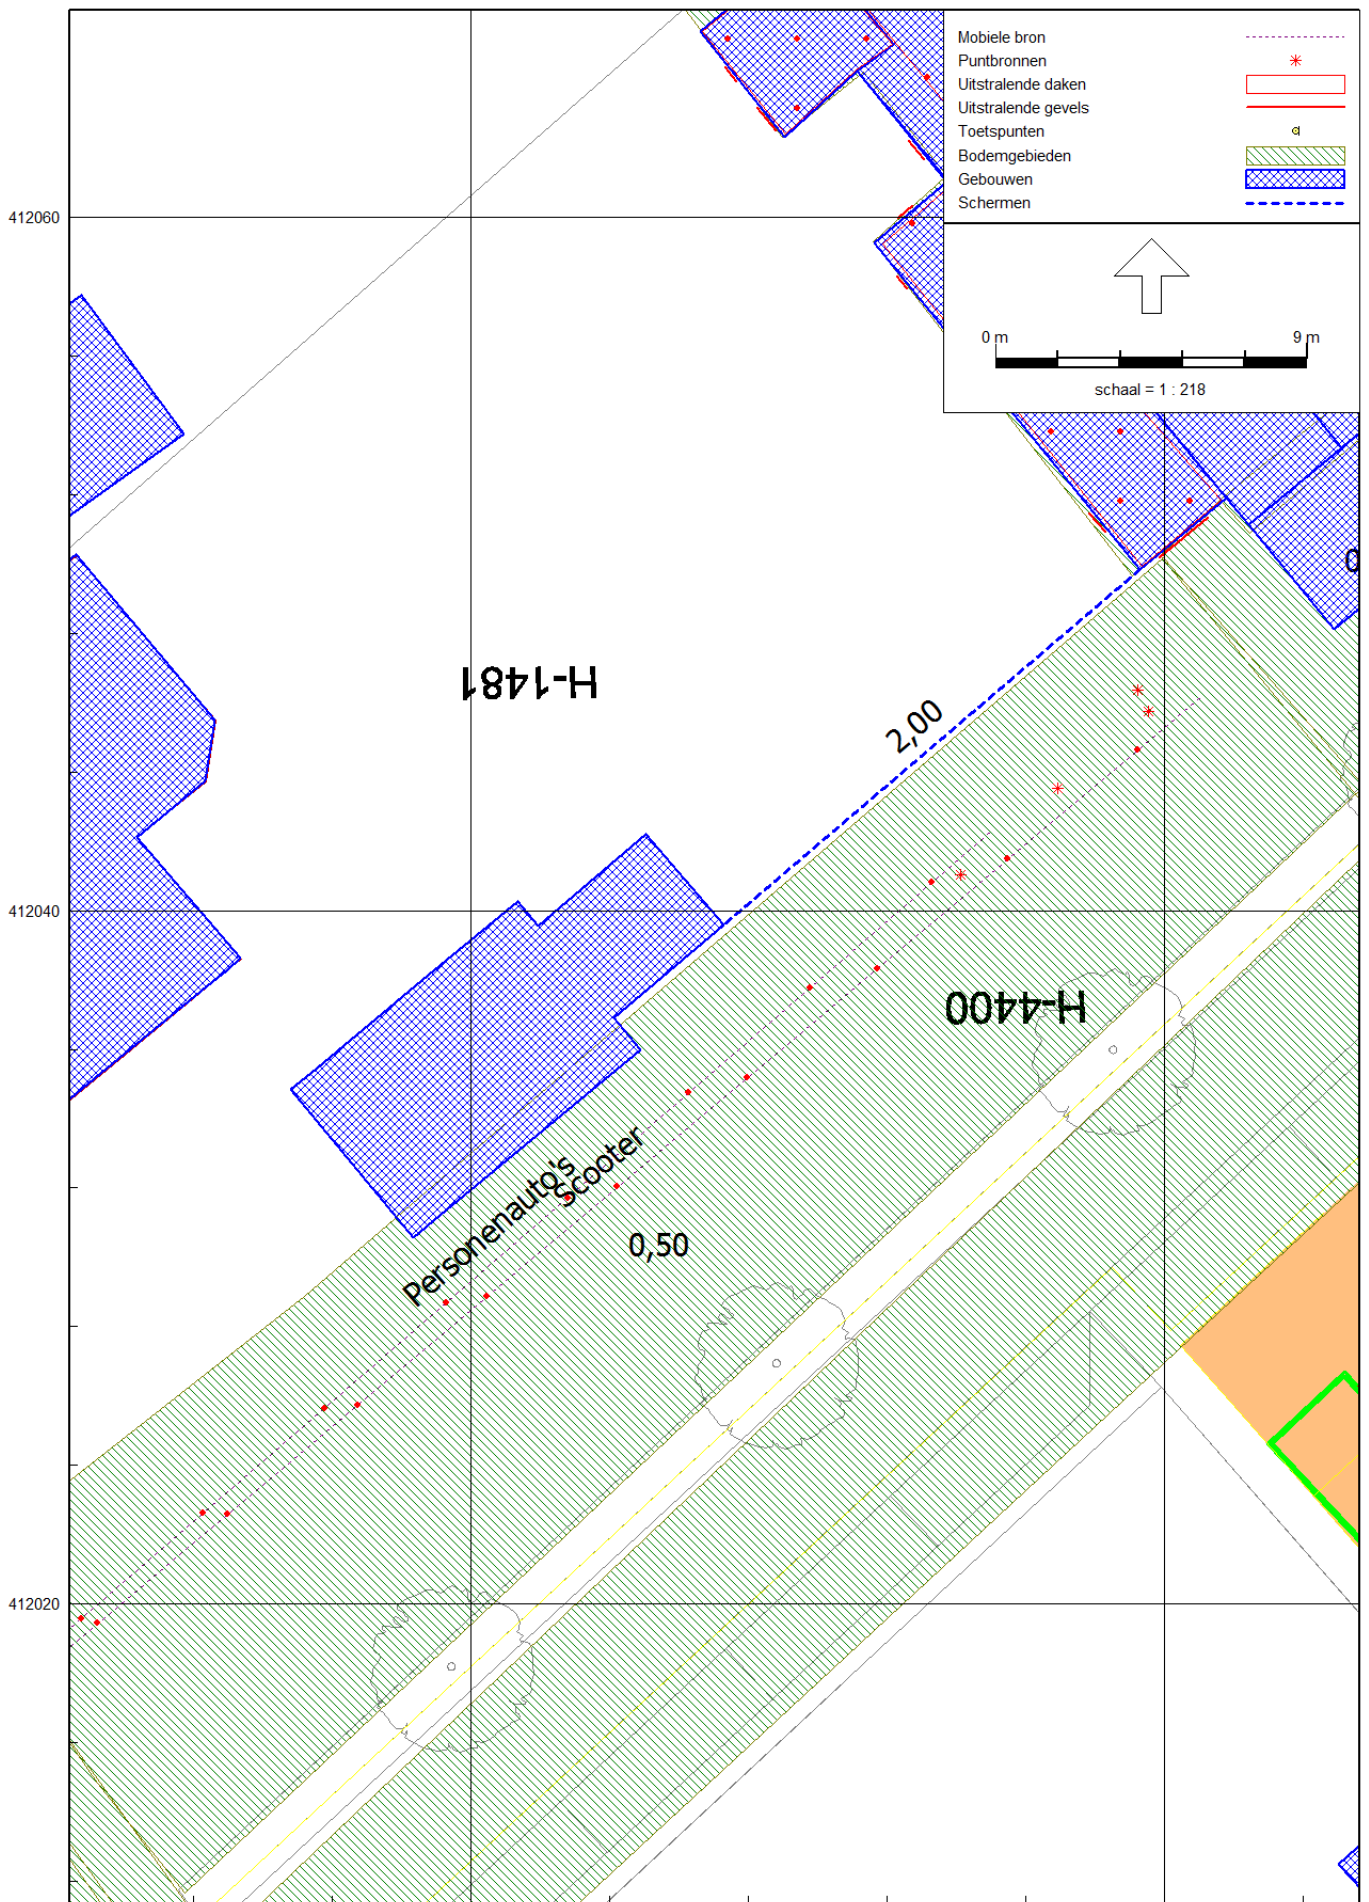 Mobiele bron
Puntbronnen
Uitstralende daken
Uitstralende gevels
Toetspunten
Bodemgebieden
Gebouwen
Schermen
412060
0 m 9 m
schaal = 1 : 218
0
H-1481
2,00
412040
H-4400
Personenauto's
Scooter
0,50
412020